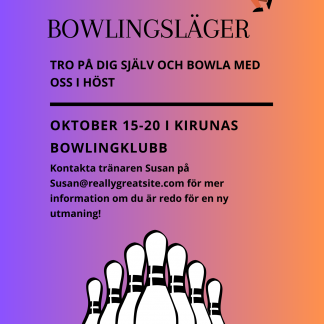 BOWLINGSLÄGER
TRO PÅ DIG SJÄLV OCH BOWLA MED
OSS I HÖST
OKTOBER 15-20 I KIRUNAS
BOWLINGKLUBB
Kontakta tränaren Susan på
Susan@reallygreatsite.com för mer
information om du är redo för en ny
utmaning!